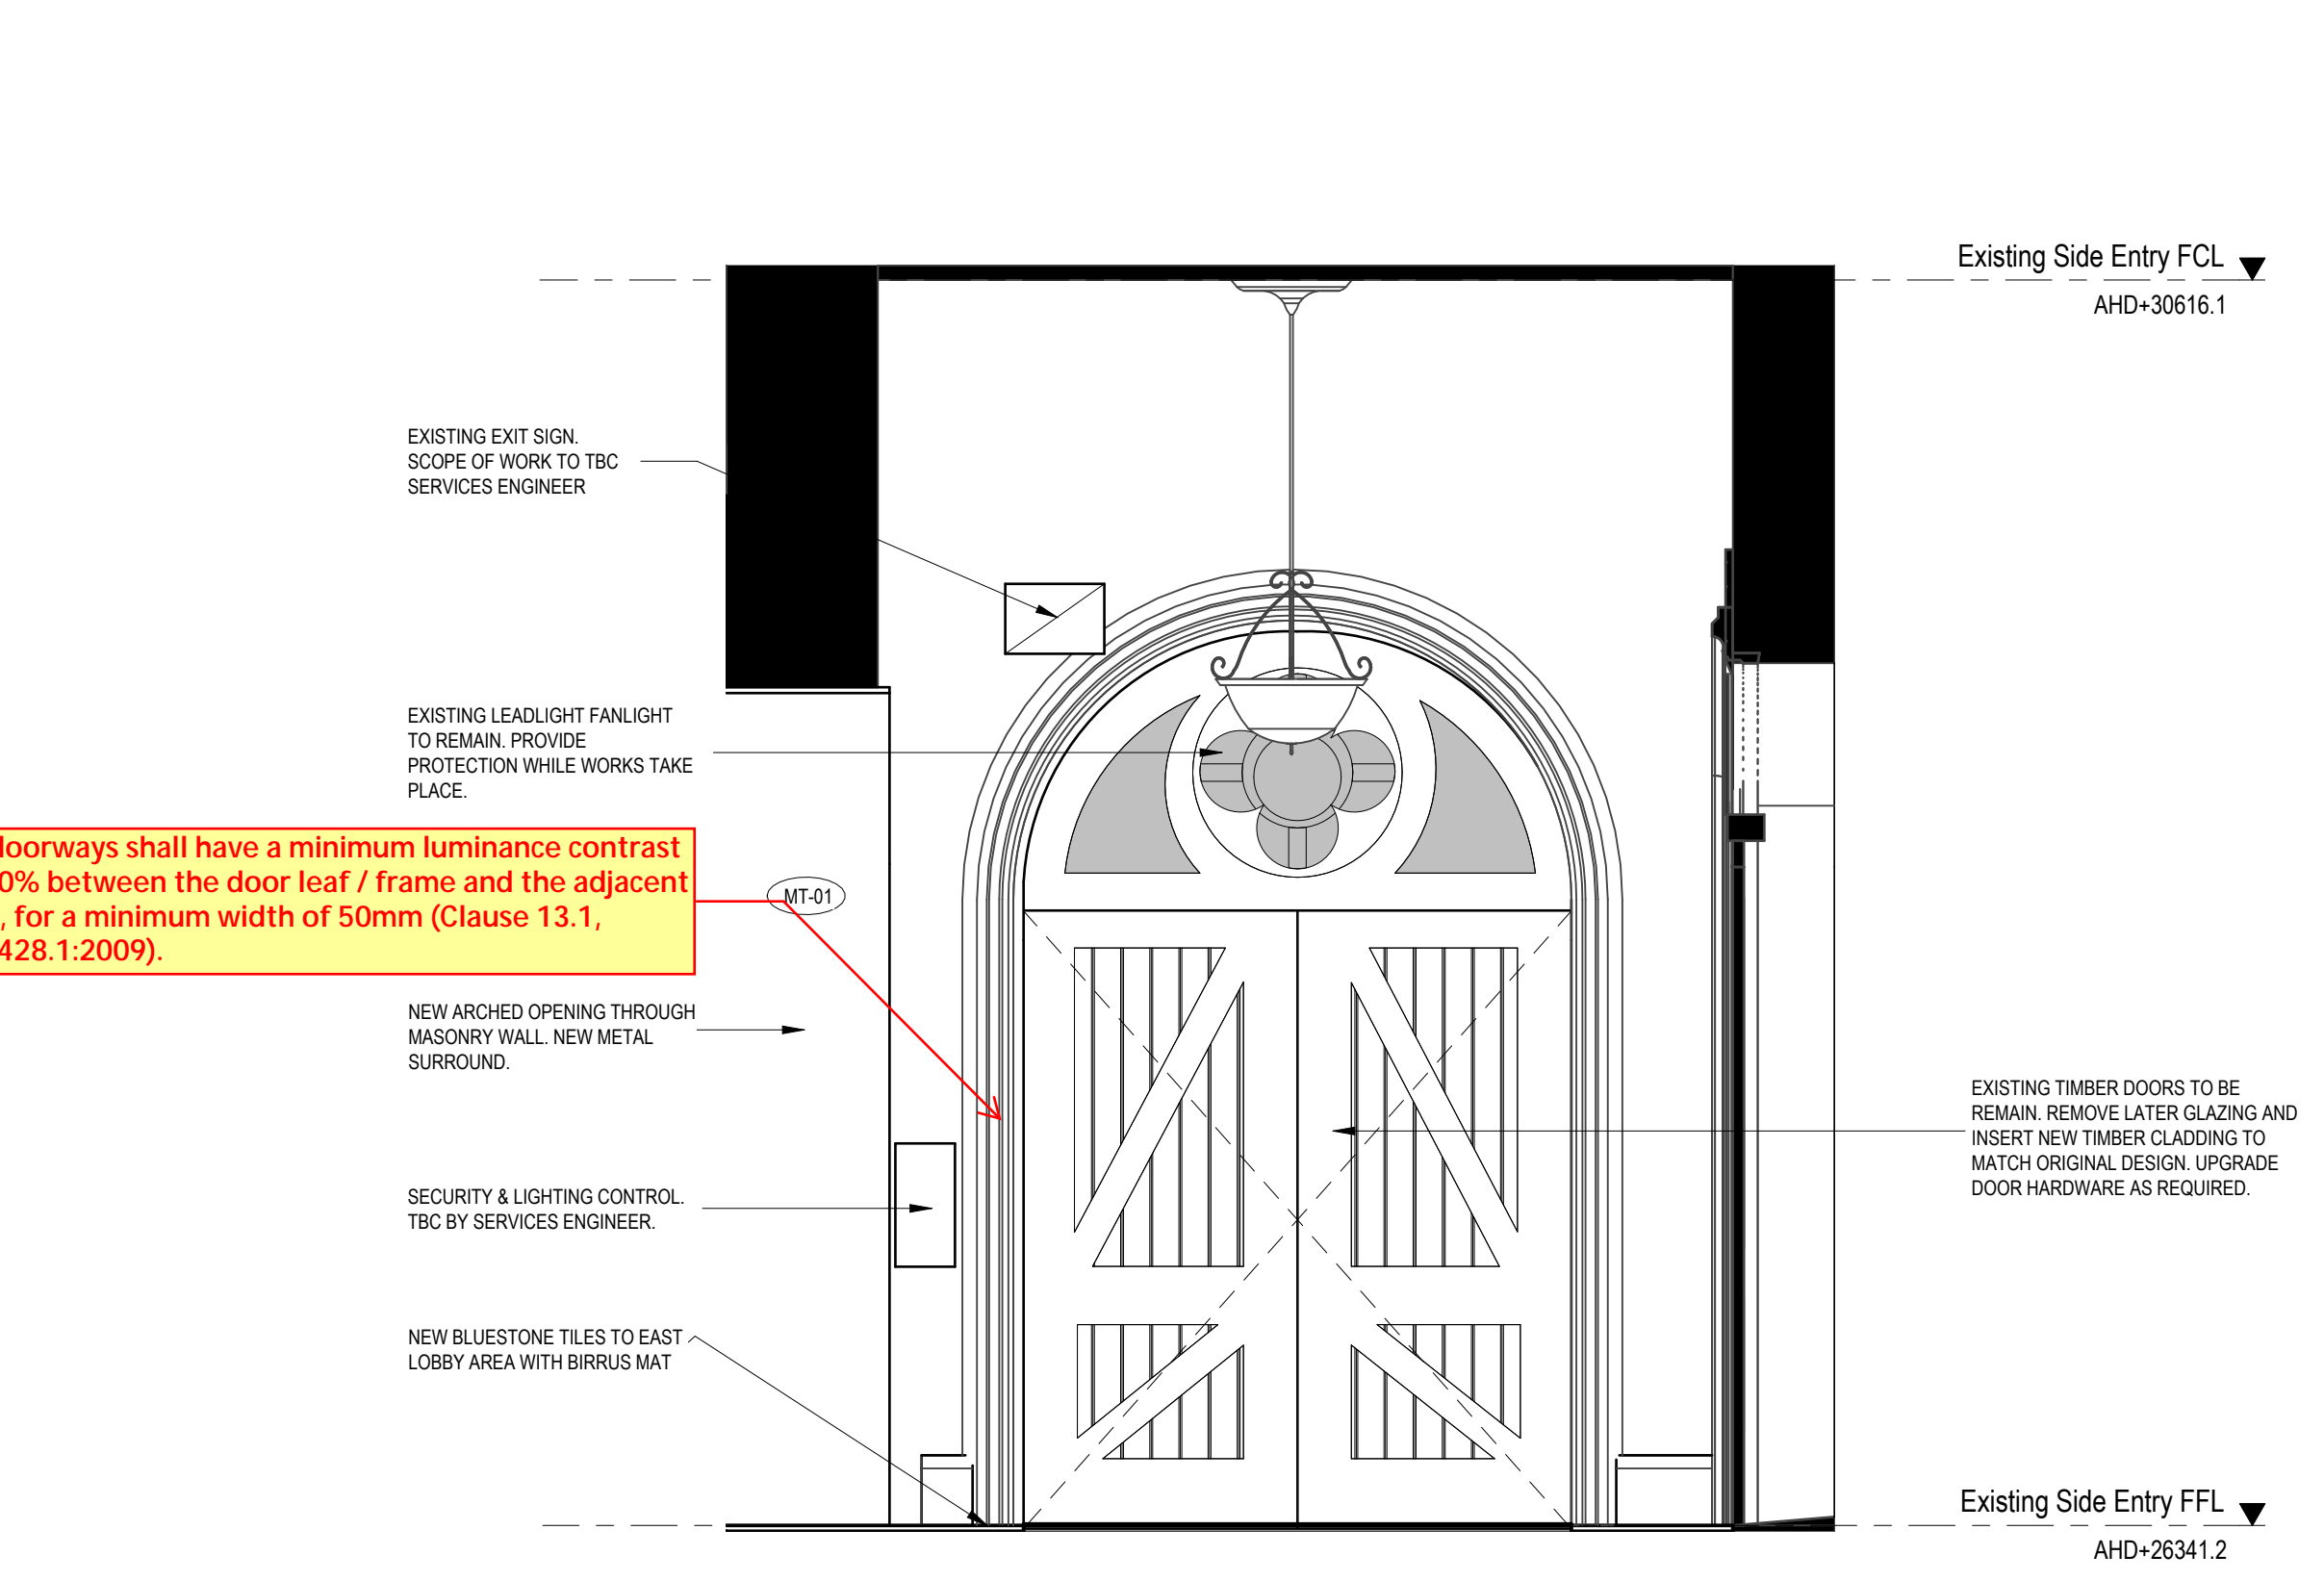 Existing Side Entry FCL
AHD+30616.1
EXISTING EXIT SIGN.
SCOPE OF WORK TO TBC
SERVICES ENGINEER
EXISTING LEADLIGHT FANLIGHT
TO REMAIN. PROVIDE
PROTECTION WHILE WORKS TAKE
PLACE.
doorways shall have a minimum luminance contrast
0% between the door leaf / frame and the adjacent
, for a minimum width of 50mm (Clause 13.1,
428.1:2009).
MT-01
NEW ARCHED OPENING THROUGH
MASONRY WALL. NEW METAL
SURROUND.
EXISTING TIMBER DOORS TO BE
REMAIN. REMOVE LATER GLAZING AND
INSERT NEW TIMBER CLADDING TO
MATCH ORIGINAL DESIGN. UPGRADE
DOOR HARDWARE AS REQUIRED.
SECURITY & LIGHTING CONTROL.
TBC BY SERVICES ENGINEER.
NEW BLUESTONE TILES TO EAST
LOBBY AREA WITH BIRRUS MAT
Existing Side Entry FFL
AHD+26341.2